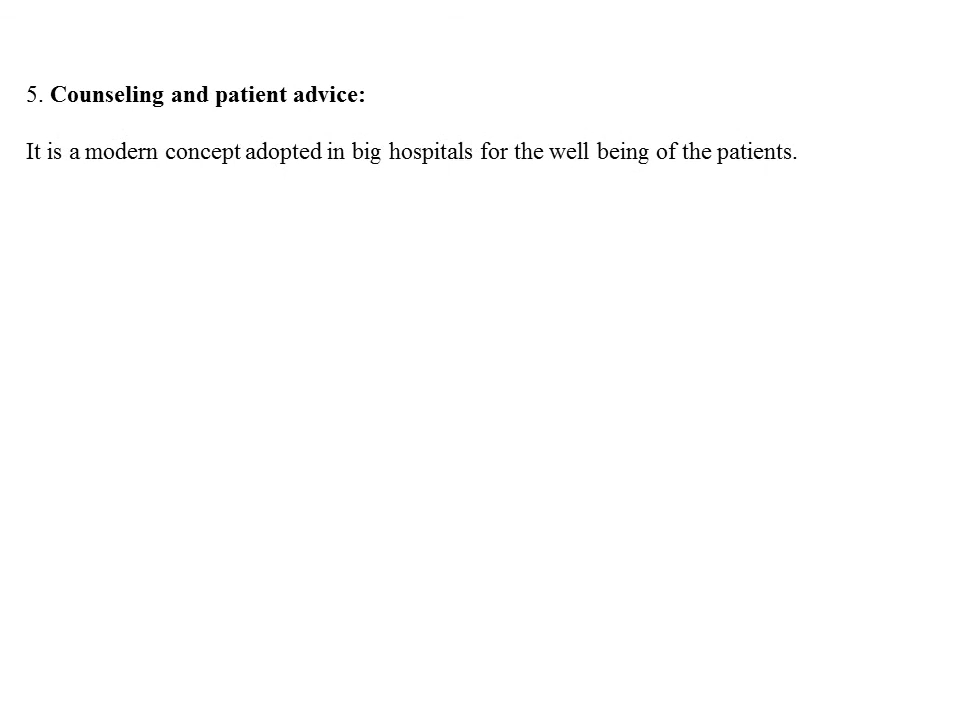 5. Counseling and patient advice:
It is a modern concept adopted in big hospitals for the well being of the patients.